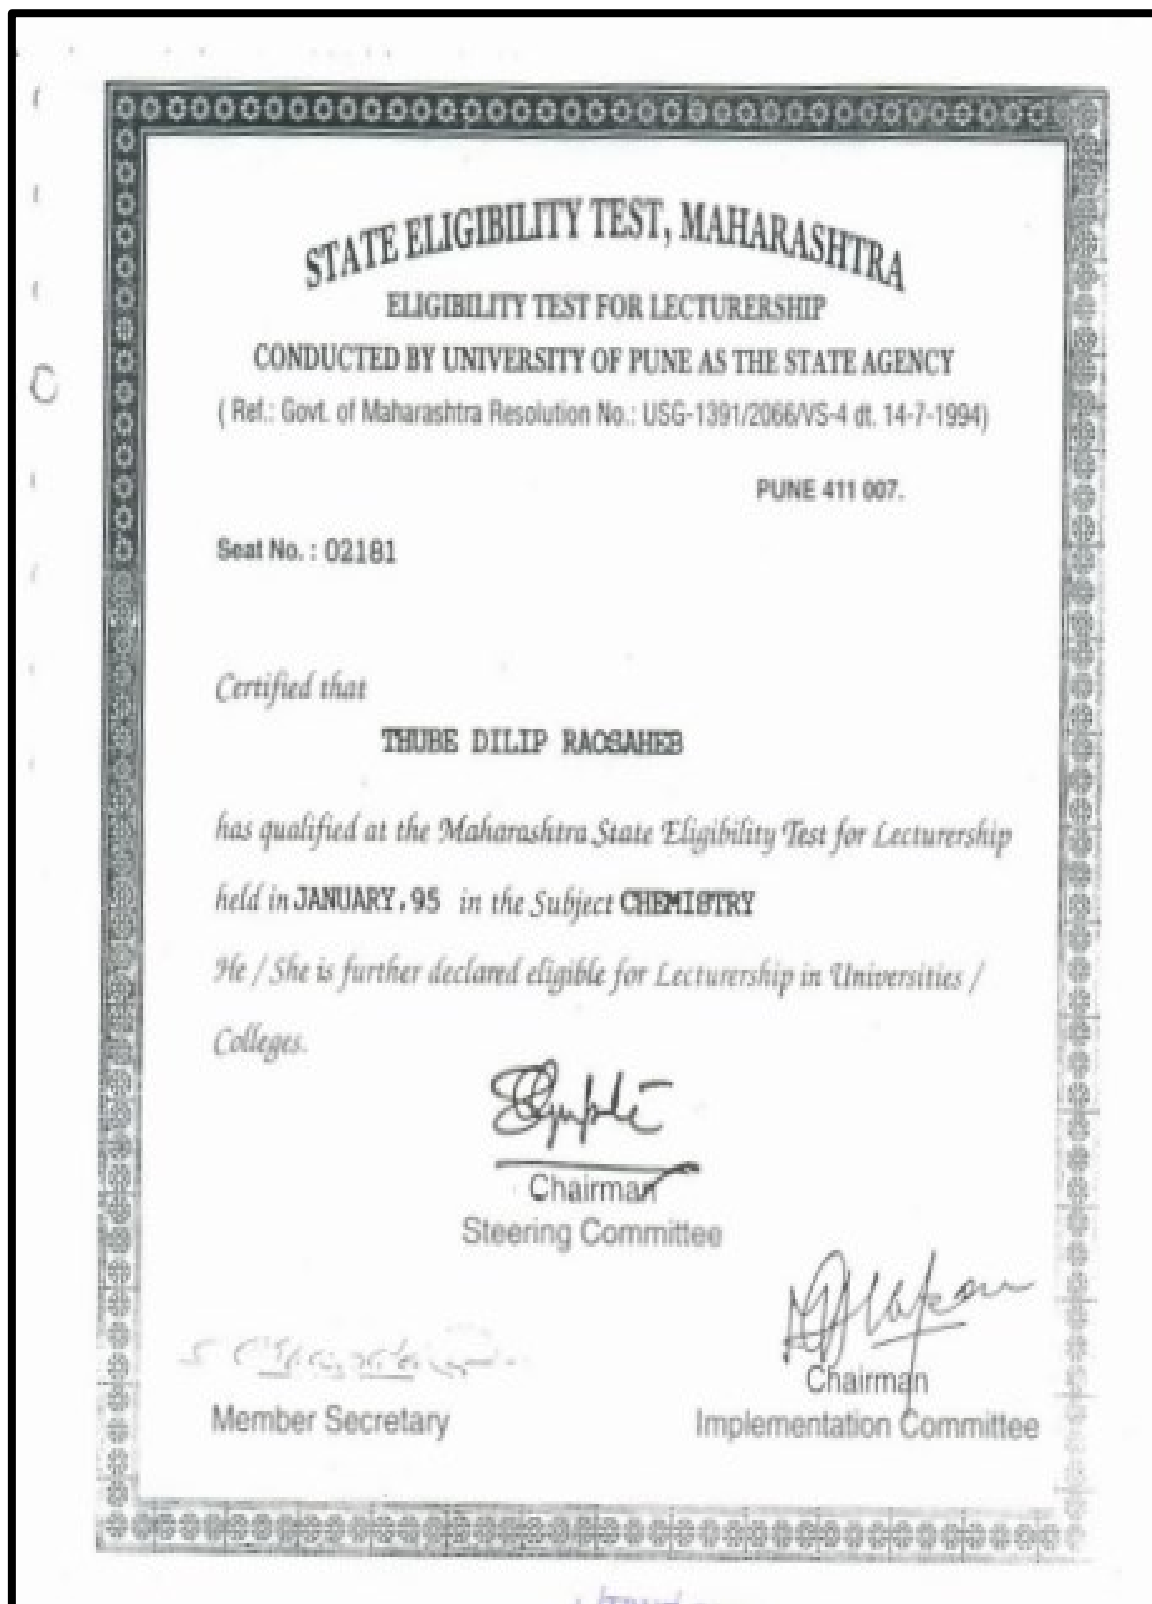 STATE ELIGIBILITY TEST, MAHARASHTRA
ELIGIBILITY TEST FOR LECTURERSHIP
CONDUCTED BY UNIVERSITY OF PUNE AS THE STATE AGENCY
( Ref.: Govt. of Maharashtra Resolution No.: USG-1391/2066/VS-4 dt. 14-7-1994)
PUNE 411 007.
Seat No. : 02181
Certified that
THUBE DILIP RAOSAHEB
has qualified at the Maharashtra State Eligibility Test for Lecturership
held in JANUARY.95 in the Subject CHEMISTRY
He / She is further declared eligible for Lecturership in Universities /
Colleges.
Chairman
Steering Committee
Chairman
Member Secretary
Implementation Committee